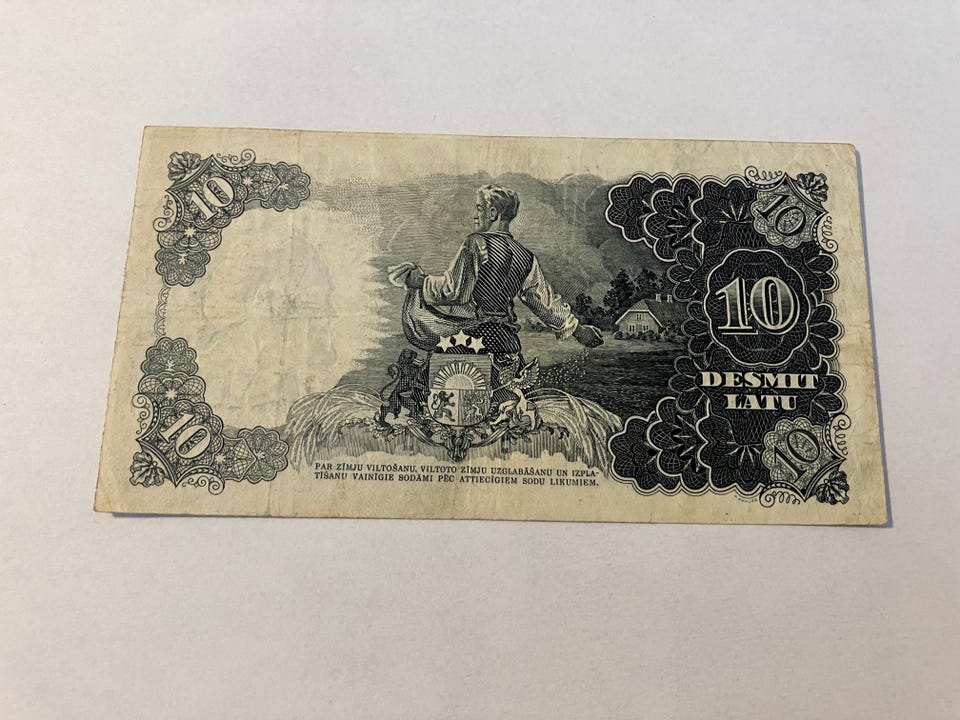 10
10
10
DESMIT
LATU
10
10
PAR ZĪMJU VILTOŠANU, VILTOTO ZĪMJU UZGLABĀŠANU UN IZPLA-
TĪŠANU VAINĪGIE SODĀMI PĒC ATTIECĪGIEM SODU LIKUMIEM.